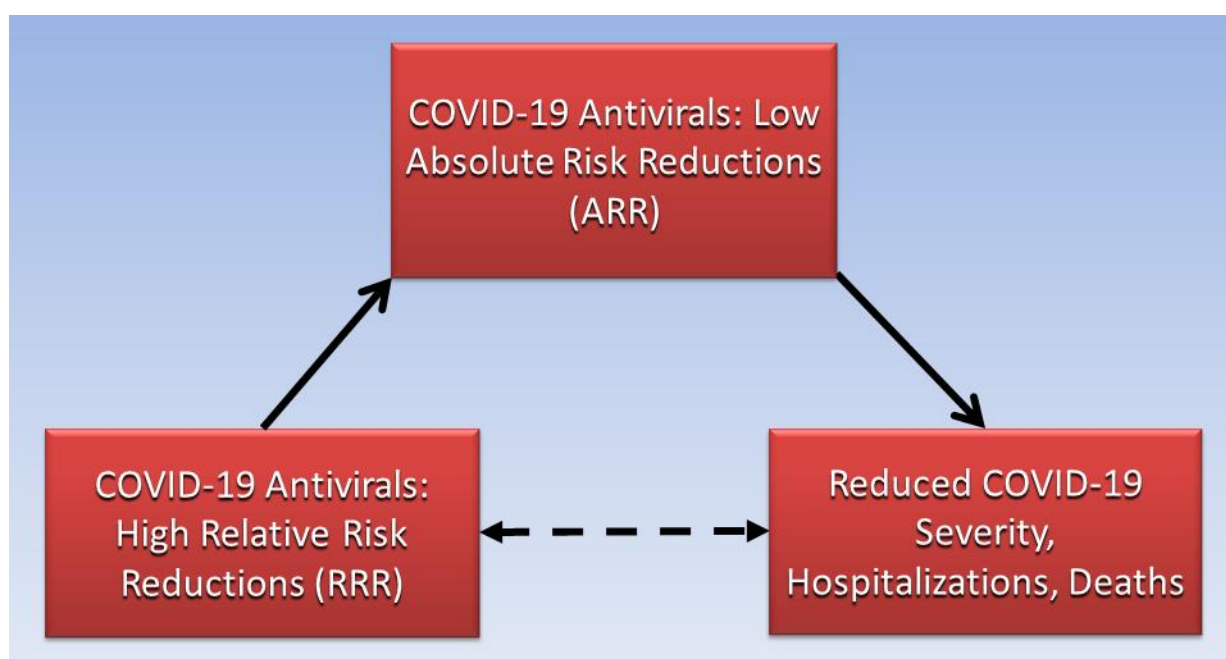 COVID-19 Antivirals: Low
Absolute Risk Reductions
(ARR)
COVID-19 Antivirals:
High Relative Risk
Reductions (RRR)
Reduced COVID-19
Severity,
Hospitalizations, Deaths